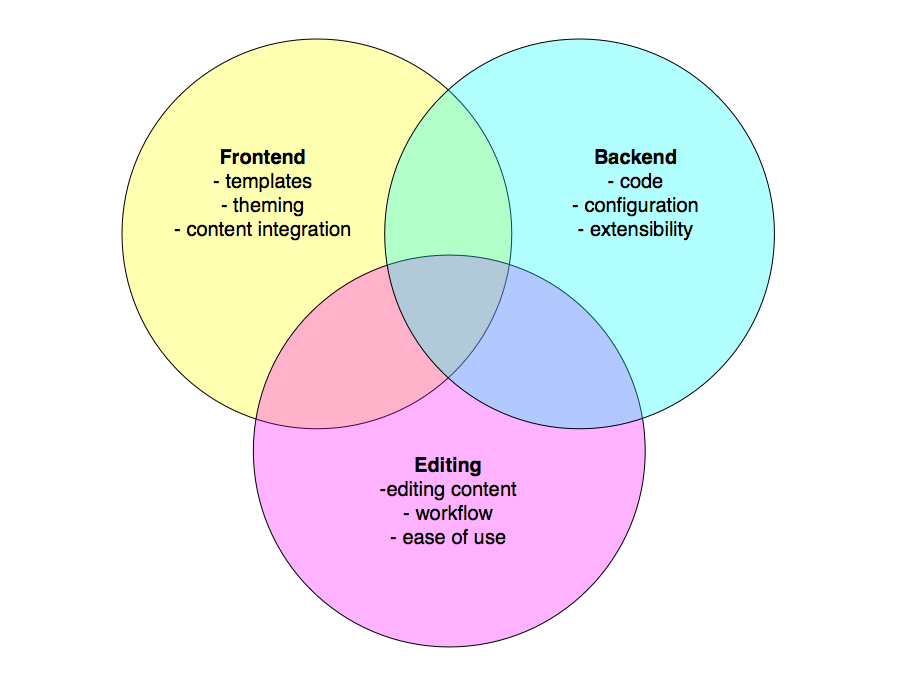 Frontend
- templates
- theming
- content integration
Backend
- code
- configuration
- extensibility
Editing
-editing content
- workflow
- ease of use